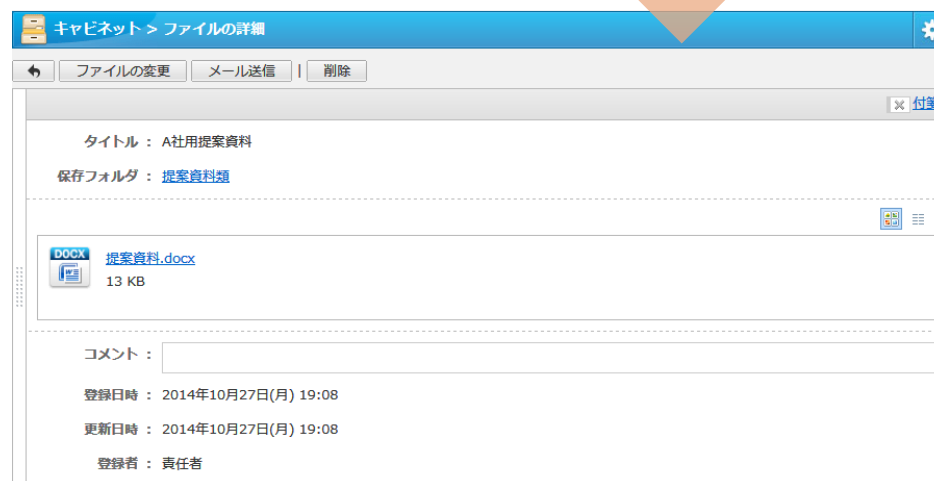 キャビネット > ファイルの詳細
ファイルの変更 メール送信 | 削除
付箋
タイトル : A社用提案資料
保存フォルダ : 提案資料類
DOCX 提案資料.docx
13 KB
コメント :
登録日時 : 2014年10月27日(月) 19:08
更新日時 : 2014年10月27日(月) 19:08
登録者 : 責任者